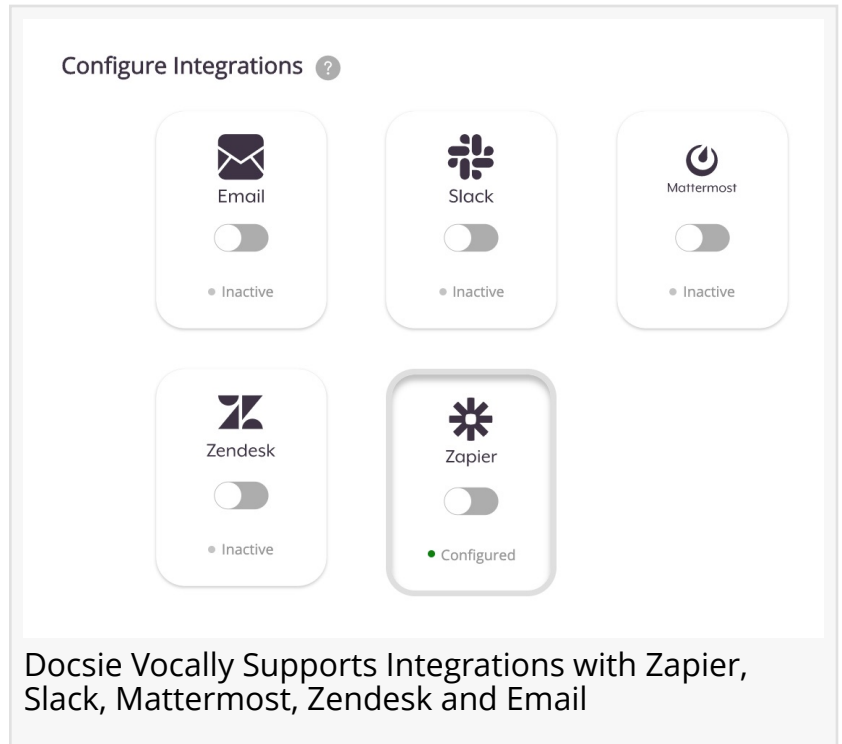 Configure Integrations ?
Email
Slack
Mattermost
Inactive
Inactive
Inactive
Zendesk
Zapier
Inactive
Configured
Docsie Vocally Supports Integrations with Zapier,
Slack, Mattermost, Zendesk and Email